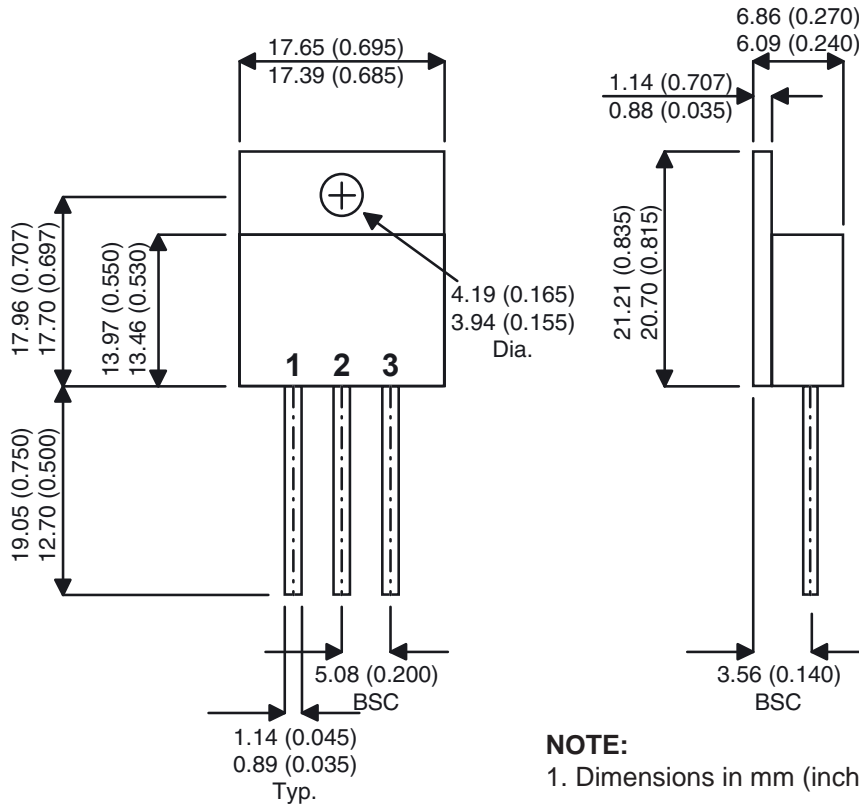 17.65 (0.695)
17.39 (0.685)
6.86 (0.270)
6.09 (0.240)
1.14 (0.707)
0.88 (0.035)
17.96 (0.707)
17.70 (0.697)
13.97 (0.550)
13.46 (0.530)
4.19 (0.165)
3.94 (0.155)
Dia.
21.21 (0.835)
20.70 (0.815)
1 2 3
19.05 (0.750)
12.70 (0.500)
5.08 (0.200)
BSC
3.56 (0.140)
BSC
1.14 (0.045)
0.89 (0.035)
Typ.
NOTE:
1. Dimensions in mm (inch